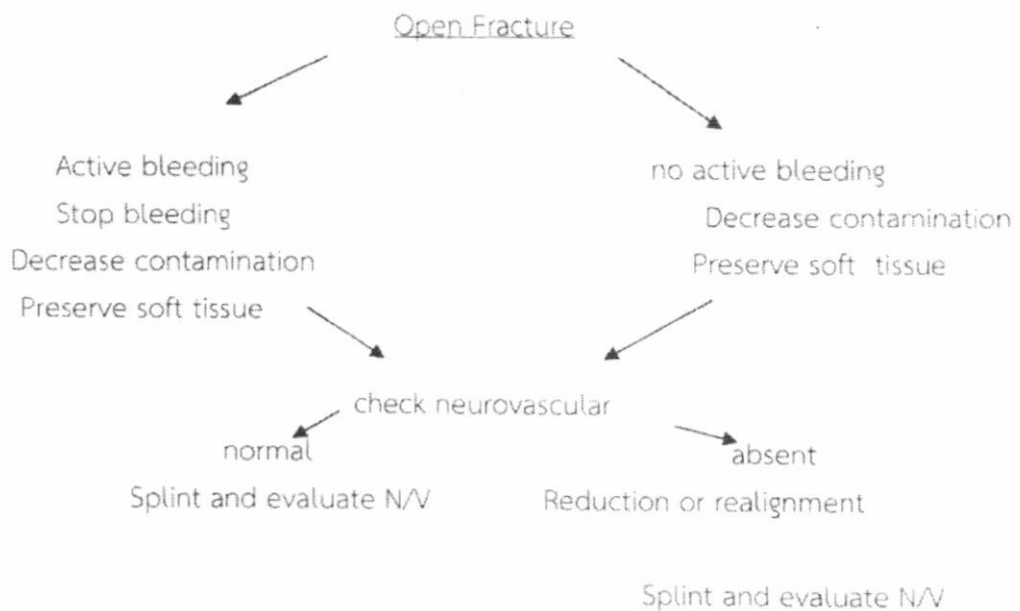 Open Fracture
Active bleeding
Stop bleeding
Decrease contamination
Preserve soft tissue
no active bleeding
Decrease contamination
Preserve soft tissue
check neurovascular
normal
Splint and evaluate N/V
absent
Reduction or realignment
Splint and evaluate N/V